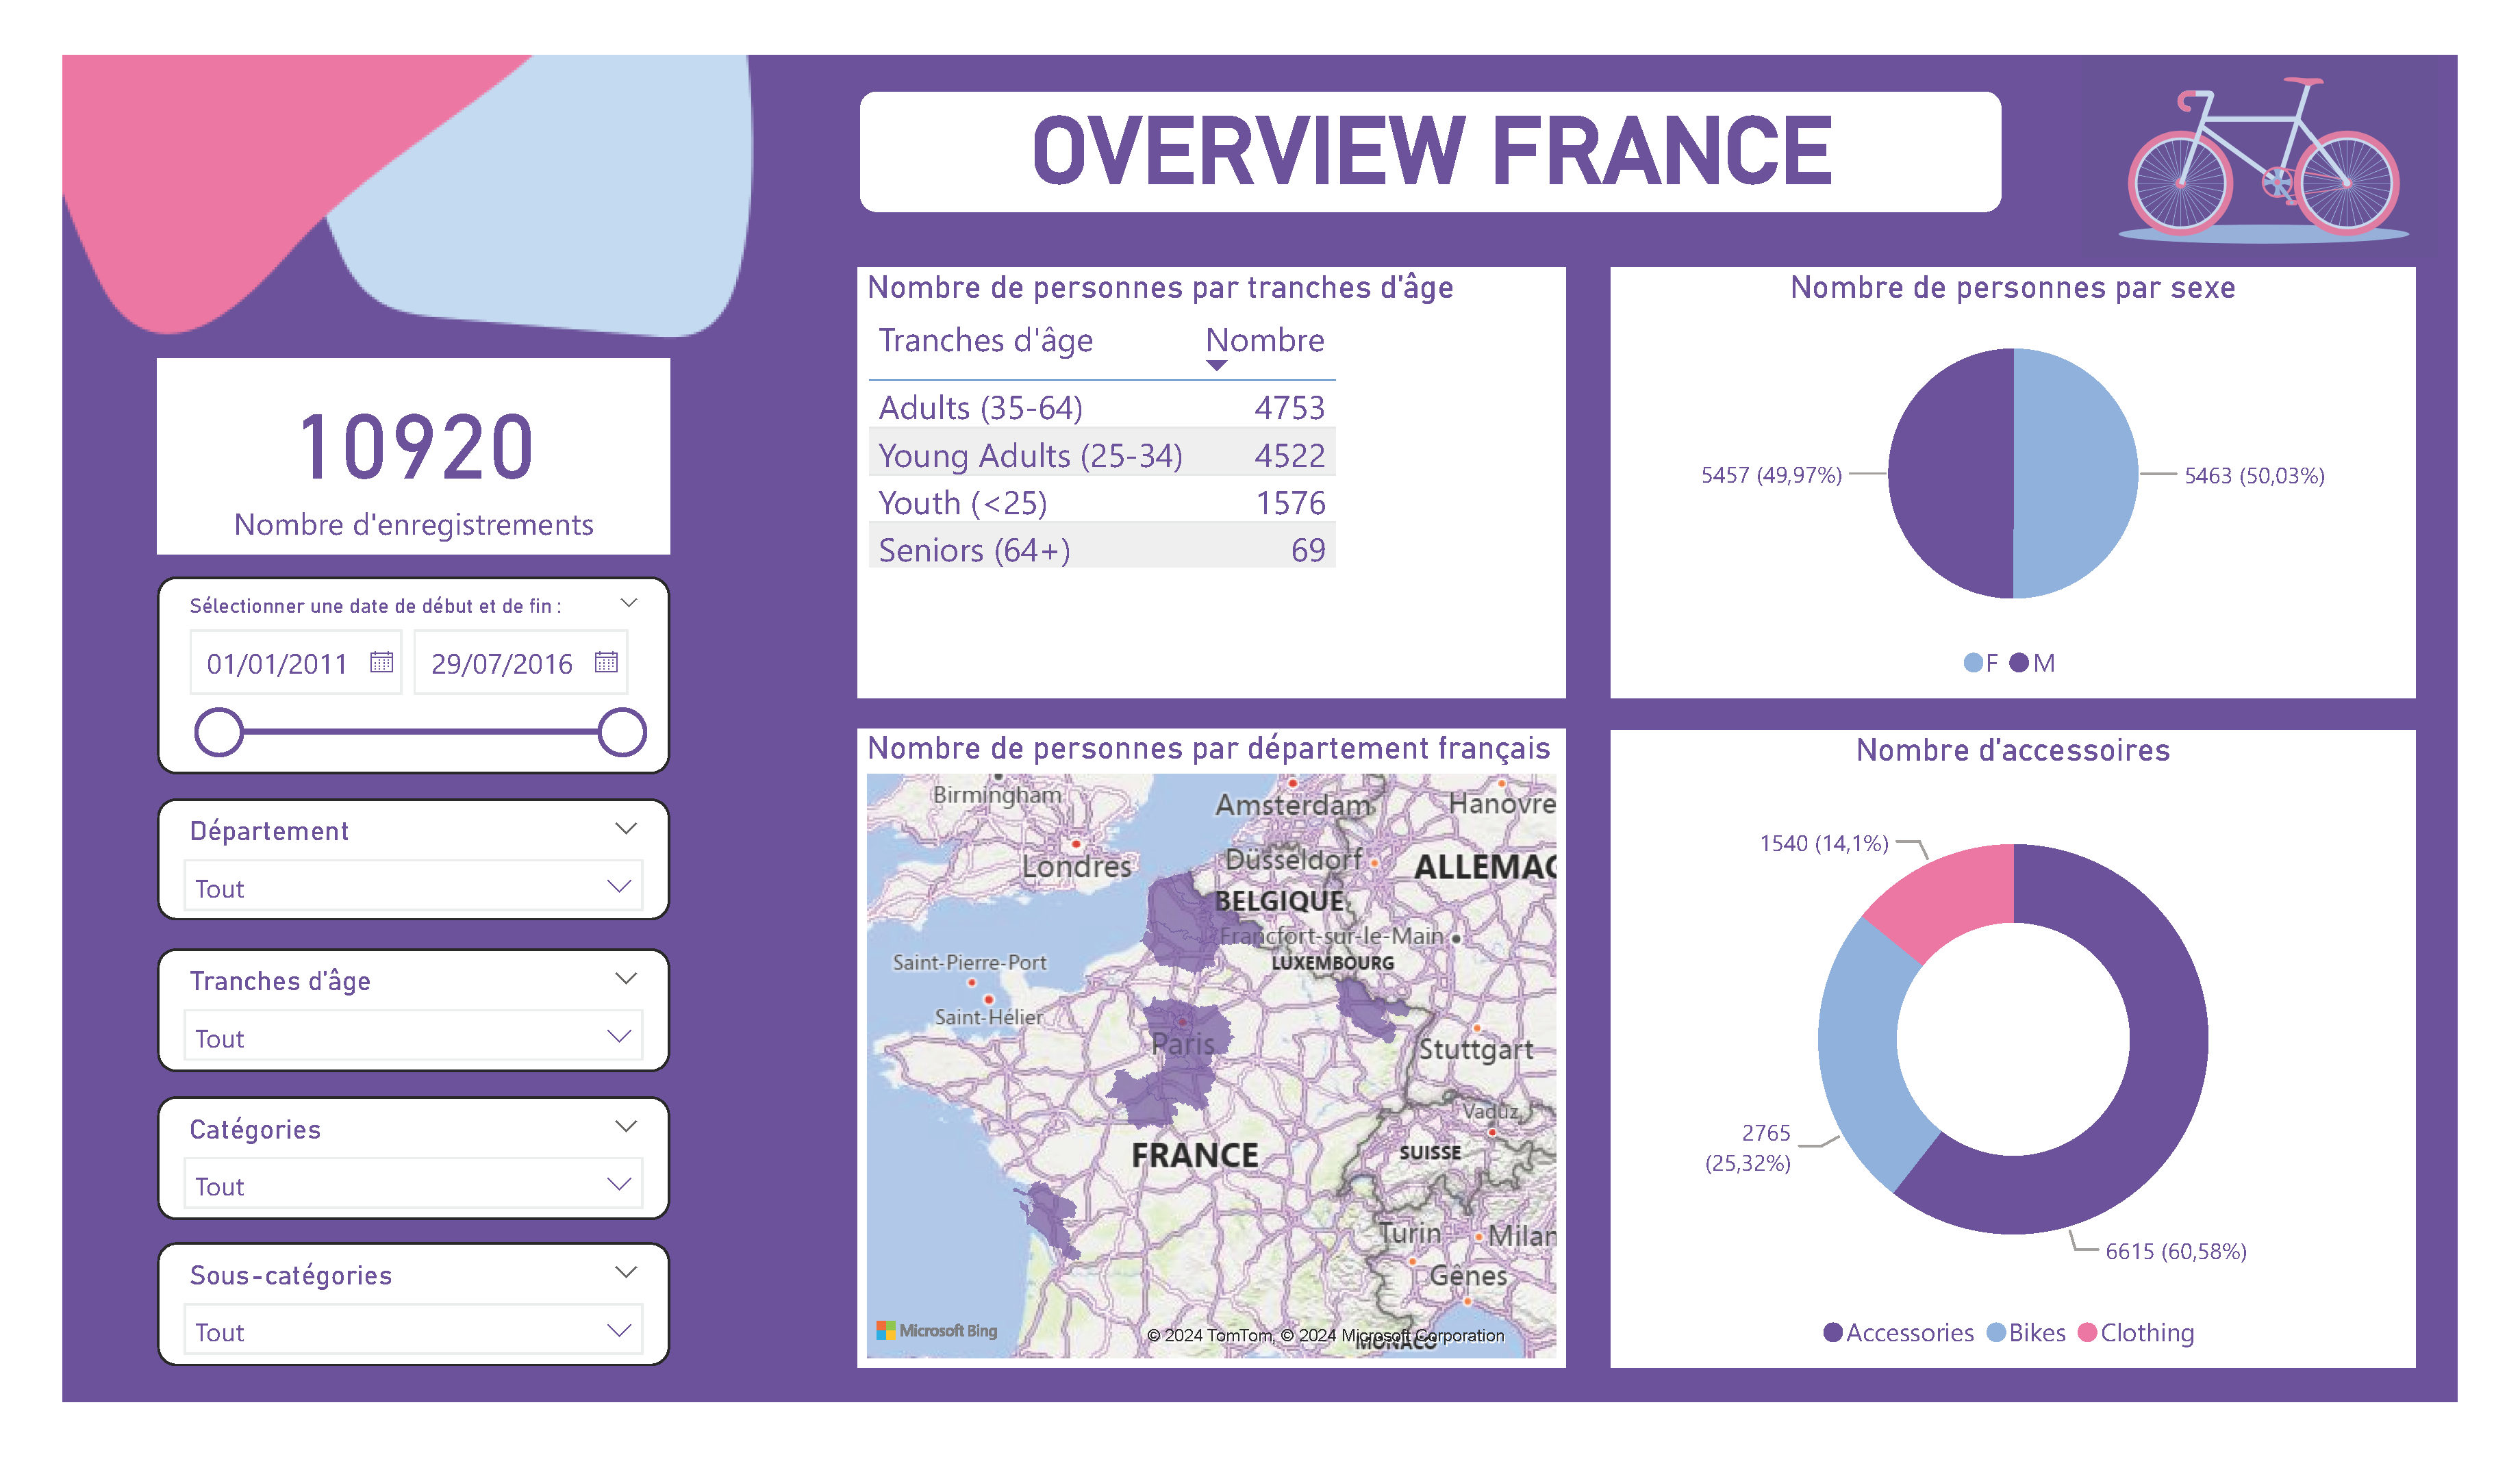 OVERVIEW FRANCE
10920
Nombre d'enregistrements
Sélectionner une date de début et de fin :
01/01/2011
29/07/2016
Département
Tout
Tranches d'âge
Tout
Catégories
Tout
Sous-catégories
Tout
Nombre de personnes par tranches d'âge
Tranches d'âge Nombre
Adults (35-64) 4753
Young Adults (25-34) 4522
Youth (<25) 1576
Seniors (64+) 69
Nombre de personnes par sexe
5457 (49,97%)
5463 (50,03%)
F M
Nombre de personnes par département français
Birmingham
Amsterdam
Hanovre
Londres
Düsseldorf
ALLEMAG
BELGIQUE
Francfort-sur-le-Main
Saint-Pierre-Port
LUXEMBOURG
Saint-Hélier
Paris
Stuttgart
Vaduz
FRANCE
SUISSE
Turin
Milan
Gênes
Microsoft Bing
© 2024 TomTom, © 2024 Microsoft Corporation
MONACO
Nombre d'accessoires
1540 (14,1%)
2765
(25,32%)
6615 (60,58%)
Accessories Bikes Clothing